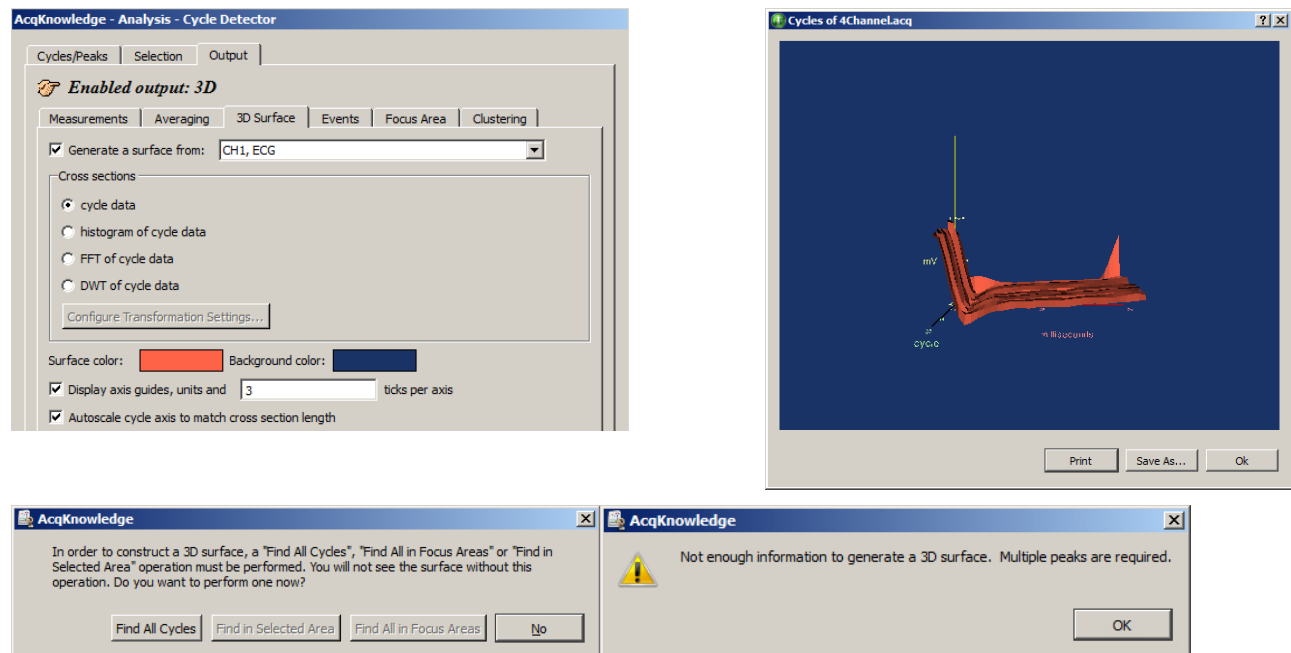 AcqKnowledge - Analysis - Cycle Detector
Cycles/Peaks Selection Output
Enabled output: 3D
Measurements Averaging 3D Surface Events Focus Area Clustering
Generate a surface from: CH1, ECG
Cross sections
cycle data
histogram of cycle data
FFT of cycle data
DWT of cycle data
Configure Transformation Settings...
Surface color: Background color:
Display axis guides, units and 3 ticks per axis
Autoscale cycle axis to match cross section length
Cycles of 4Channel.acq
mV
milliseconds
cycle
Print Save As... Ok
AcqKnowledge
In order to construct a 3D surface, a "Find All Cycles", "Find All in Focus Areas" or "Find in
Selected Area" operation must be performed. You will not see the surface without this
operation. Do you want to perform one now?
Find All Cycles Find in Selected Area Find All in Focus Areas No
AcqKnowledge
Not enough information to generate a 3D surface. Multiple peaks are required.
OK